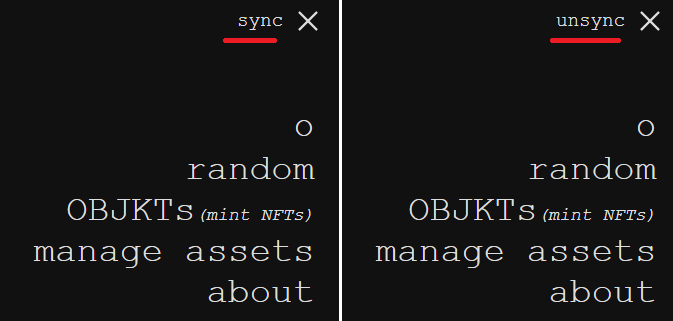 sync
O
random
OBJKTs (mint NFTs)
manage assets
about
unsync
O
random
OBJKTs (mint NFTs)
manage assets
about